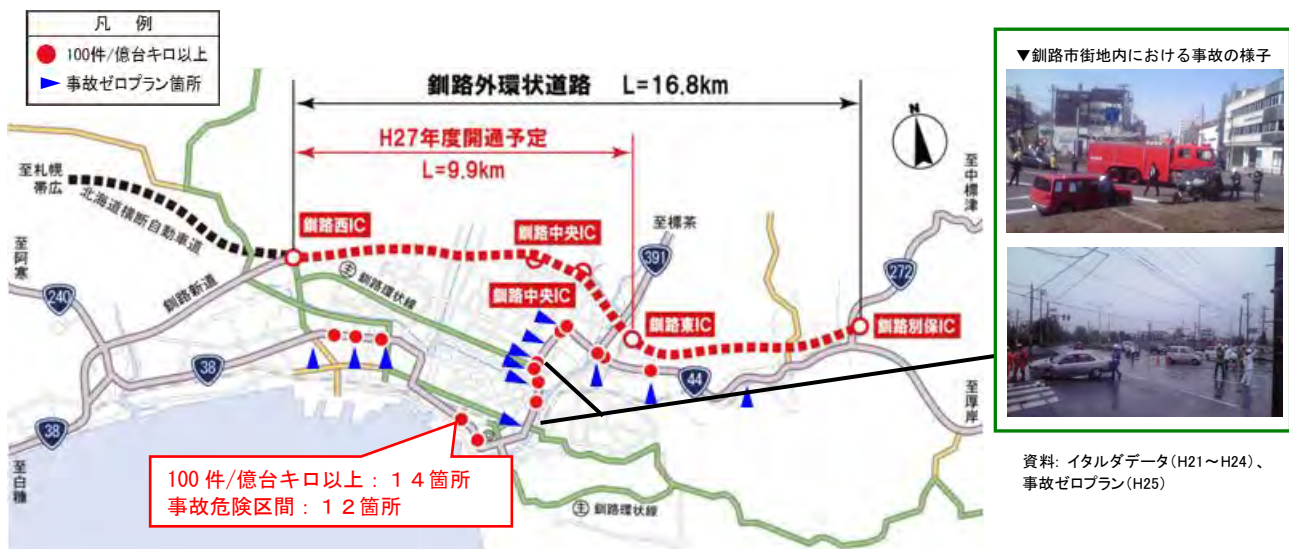 凡 例
100件/億台キロ以上
事故ゼロプラン箇所
釧路外環状道路 L=16.8km
H27年度開通予定
L=9.9km
N
至札幌
帯広
北海道横断自動車道
至阿寒
釧路新道
240
38
38
至白糠
釧路西IC
釧路中央IC
主 釧路環状線
釧路中央IC
至標茶
391
釧路東IC
44
至中標津
272
釧路別保IC
至厚岸
主 釧路環状線
100 件/億台キロ以上：１４箇所
事故危険区間：１２箇所
▼釧路市街地内における事故の様子
資料: イタルダデータ(H21～H24)、
事故ゼロプラン(H25)